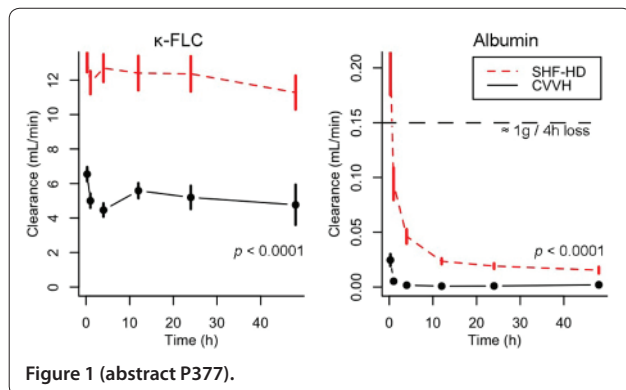 κ-FLC
Clearance (mL/min)
12
10
8
6
4
2
0
p < 0.0001
0 10 20 30 40
Time (h)
Albumin
Clearance (mL/min)
0.20
0.15
0.10
0.05
0.00
SHF-HD
CVVH
≈ 1g / 4h loss
p < 0.0001
0 10 20 30 40
Time (h)
Figure 1 (abstract P377).